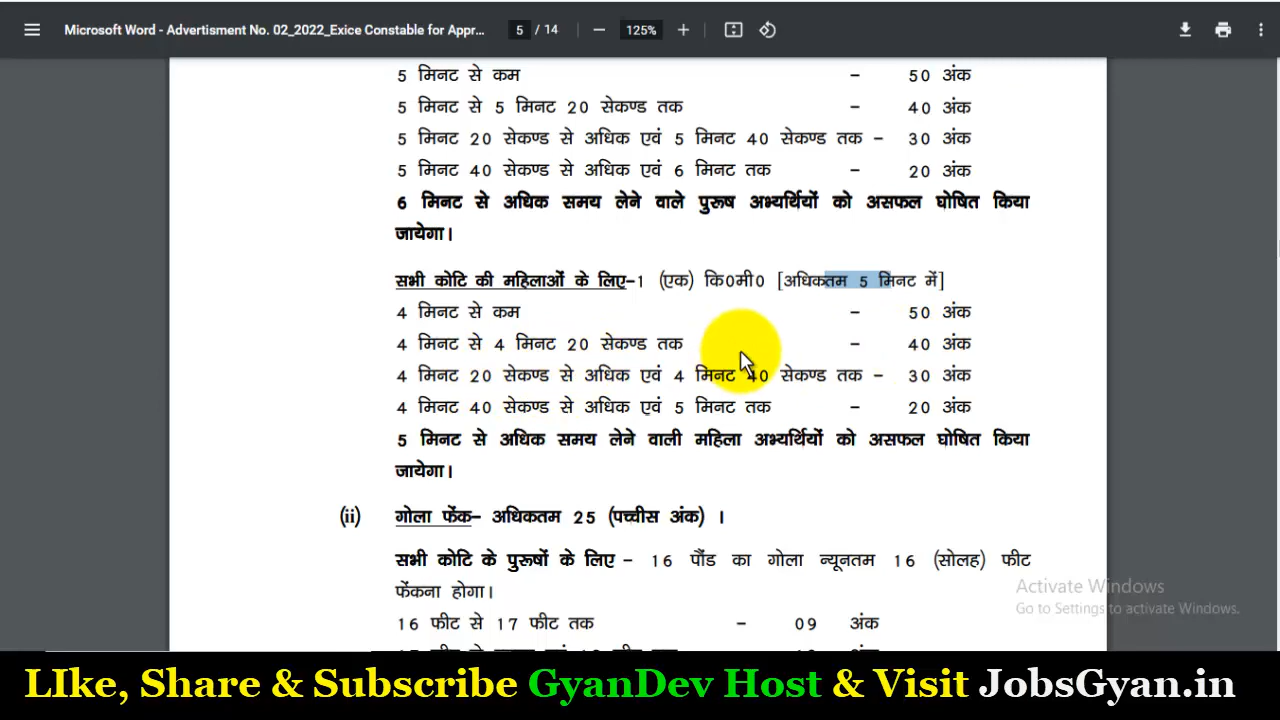 Microsoft Word - Advertisment No. 02_2022_Exice Constable for Appr... 5 / 14 125%
5 मिनट से कम - 50 अंक
5 मिनट से 5 मिनट 20 सेकण्ड तक - 40 अंक
5 मिनट 20 सेकण्ड से अधिक एवं 5 मिनट 40 सेकण्ड तक - 30 अंक
5 मिनट 40 सेकण्ड से अधिक एवं 6 मिनट तक - 20 अंक
6 मिनट से अधिक समय लेने वाले पुरूष अभ्यर्थियों को असफल घोषित किया
जायेगा।
सभी कोटि की महिलाओं के लिए-1 (एक) कि0मी0 [अधिकतम 5 मिनट में]
4 मिनट से कम - 50 अंक
4 मिनट से 4 मिनट 20 सेकण्ड तक - 40 अंक
4 मिनट 20 सेकण्ड से अधिक एवं 4 मिनट 40 सेकण्ड तक - 30 अंक
4 मिनट 40 सेकण्ड से अधिक एवं 5 मिनट तक - 20 अंक
5 मिनट से अधिक समय लेने वाली महिला अभ्यर्थियों को असफल घोषित किया
जायेगा।
(ii) गोला फेंक- अधिकतम 25 (पच्चीस अंक) ।
सभी कोटि के पुरूषों के लिए - 16 पौंड का गोला न्यूनतम 16 (सोलह) फीट
फेंकना होगा।
Activate Windows
Go to Settings to activate Windows.
16 फीट से 17 फीट तक - 09 अंक
LIke, Share & Subscribe GyanDev Host & Visit JobsGyan.in